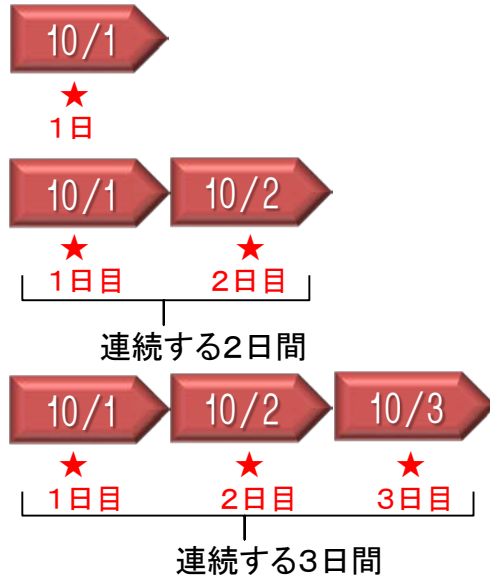 10/1
★
1日
10/1 10/2
★ ★
1日目 2日目
連続する2日間
10/1 10/2 10/3
★ ★ ★
1日目 2日目 3日目
連続する3日間